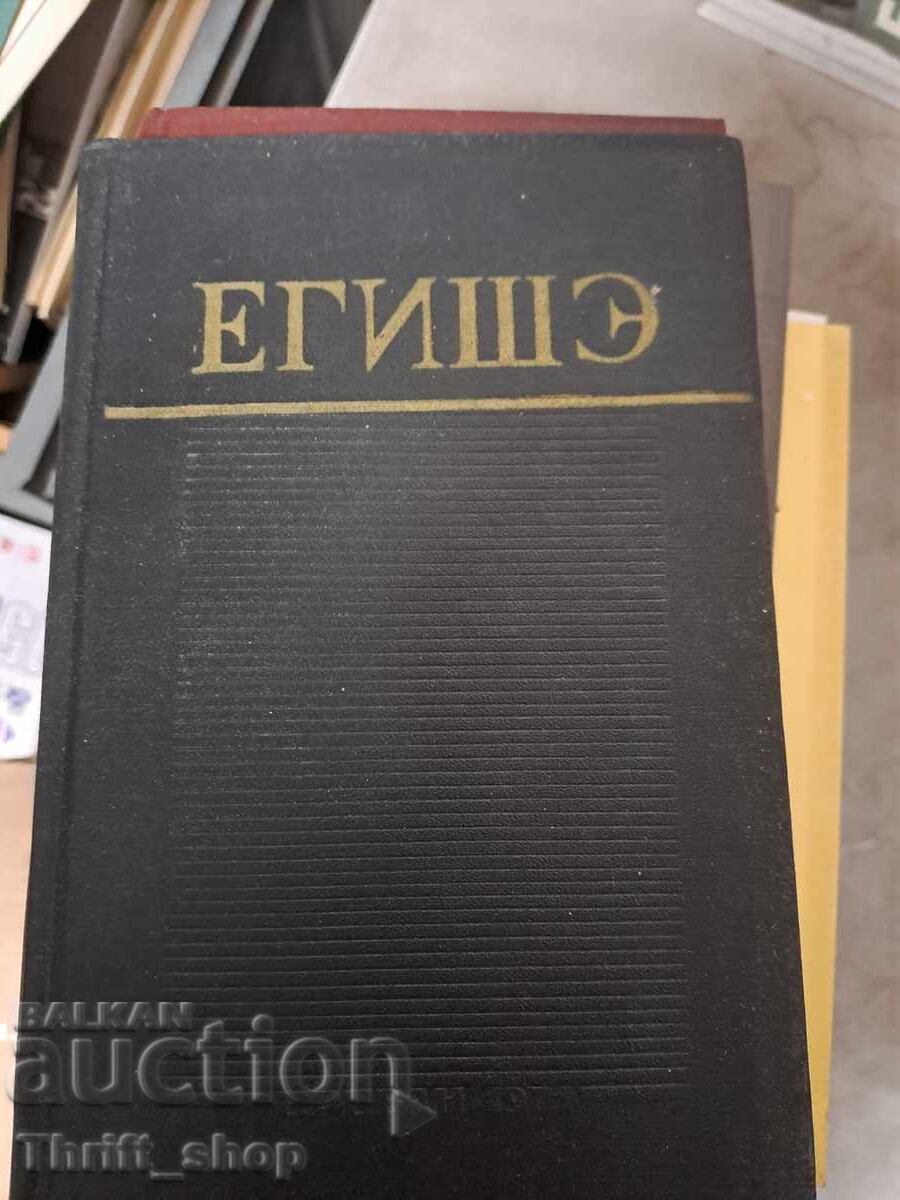 ЕГИШЭ
BALKAN
auction
Thrift_shop